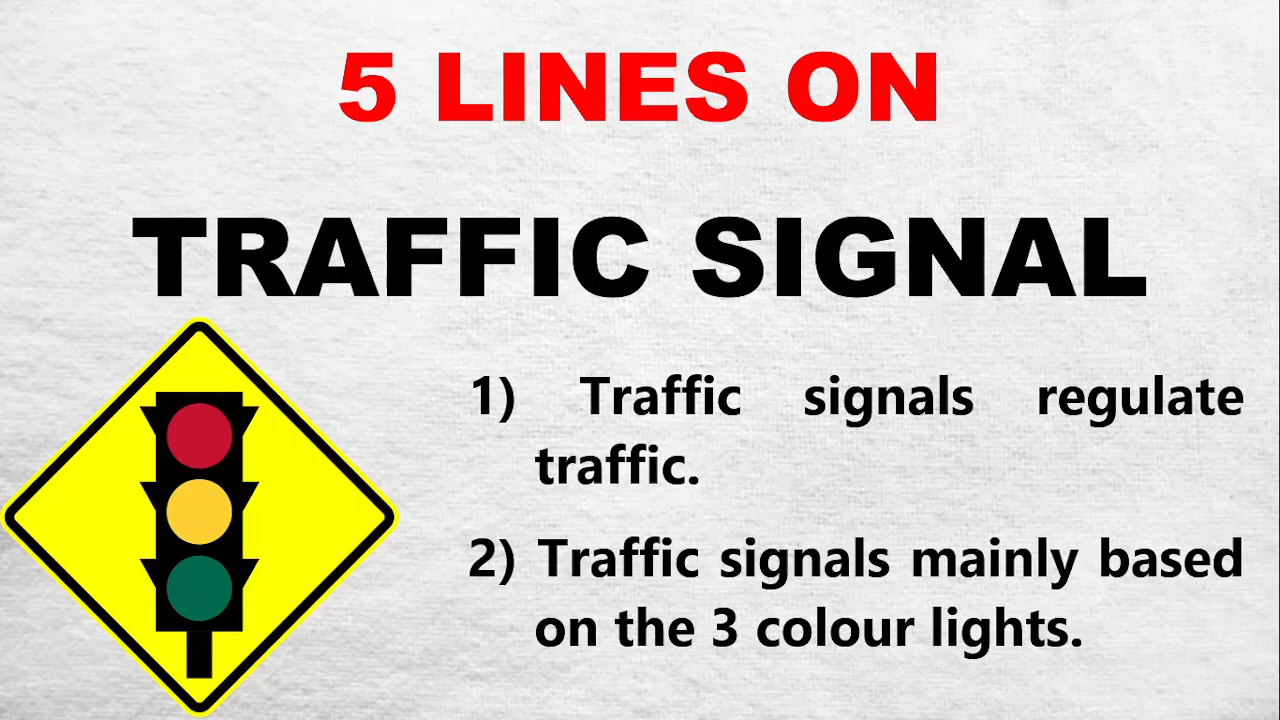 5 LINES ON
TRAFFIC SIGNAL
1) Traffic signals regulate
traffic.
2) Traffic signals mainly based
on the 3 colour lights.